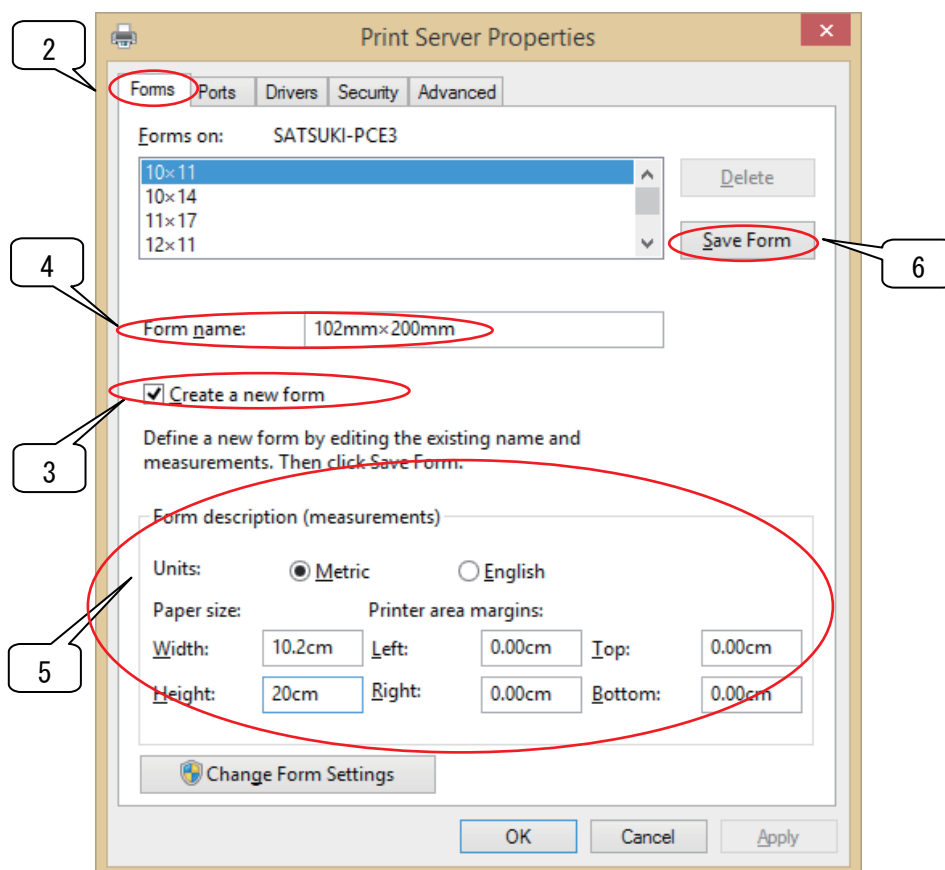 2
Print Server Properties
Forms Ports Drivers Security Advanced
Forms on: SATSUKI-PCE3
10×11
10×14
11×17
12×11
Delete
Save Form
6
4
Form name: 102mm×200mm
Create a new form
3
Define a new form by editing the existing name and
measurements. Then click Save Form.
Form description (measurements)
Units: Metric English
Paper size: Printer area margins:
Width: 10.2cm Left: 0.00cm Top: 0.00cm
5
Height: 20cm Right: 0.00cm Bottom: 0.00cm
Change Form Settings
OK Cancel Apply